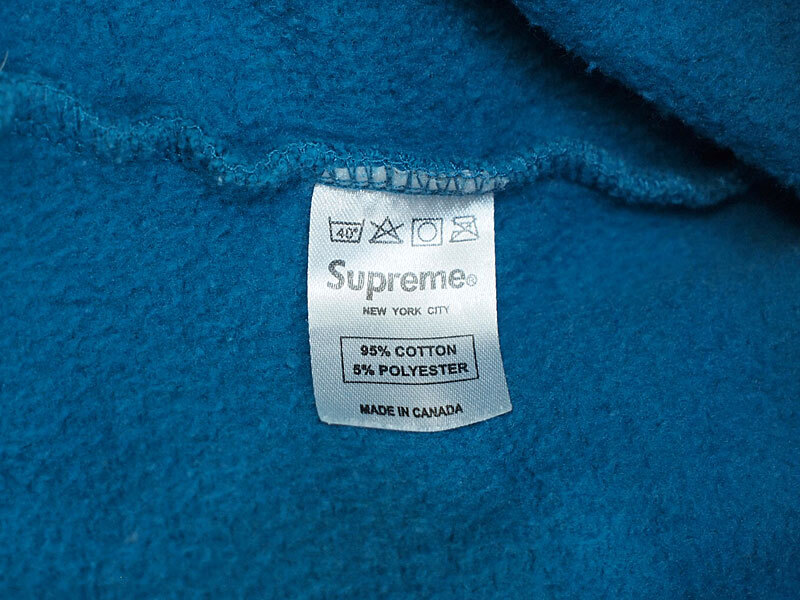 40°
Supreme®
NEW YORK CITY
95% COTTON
5% POLYESTER
MADE IN CANADA